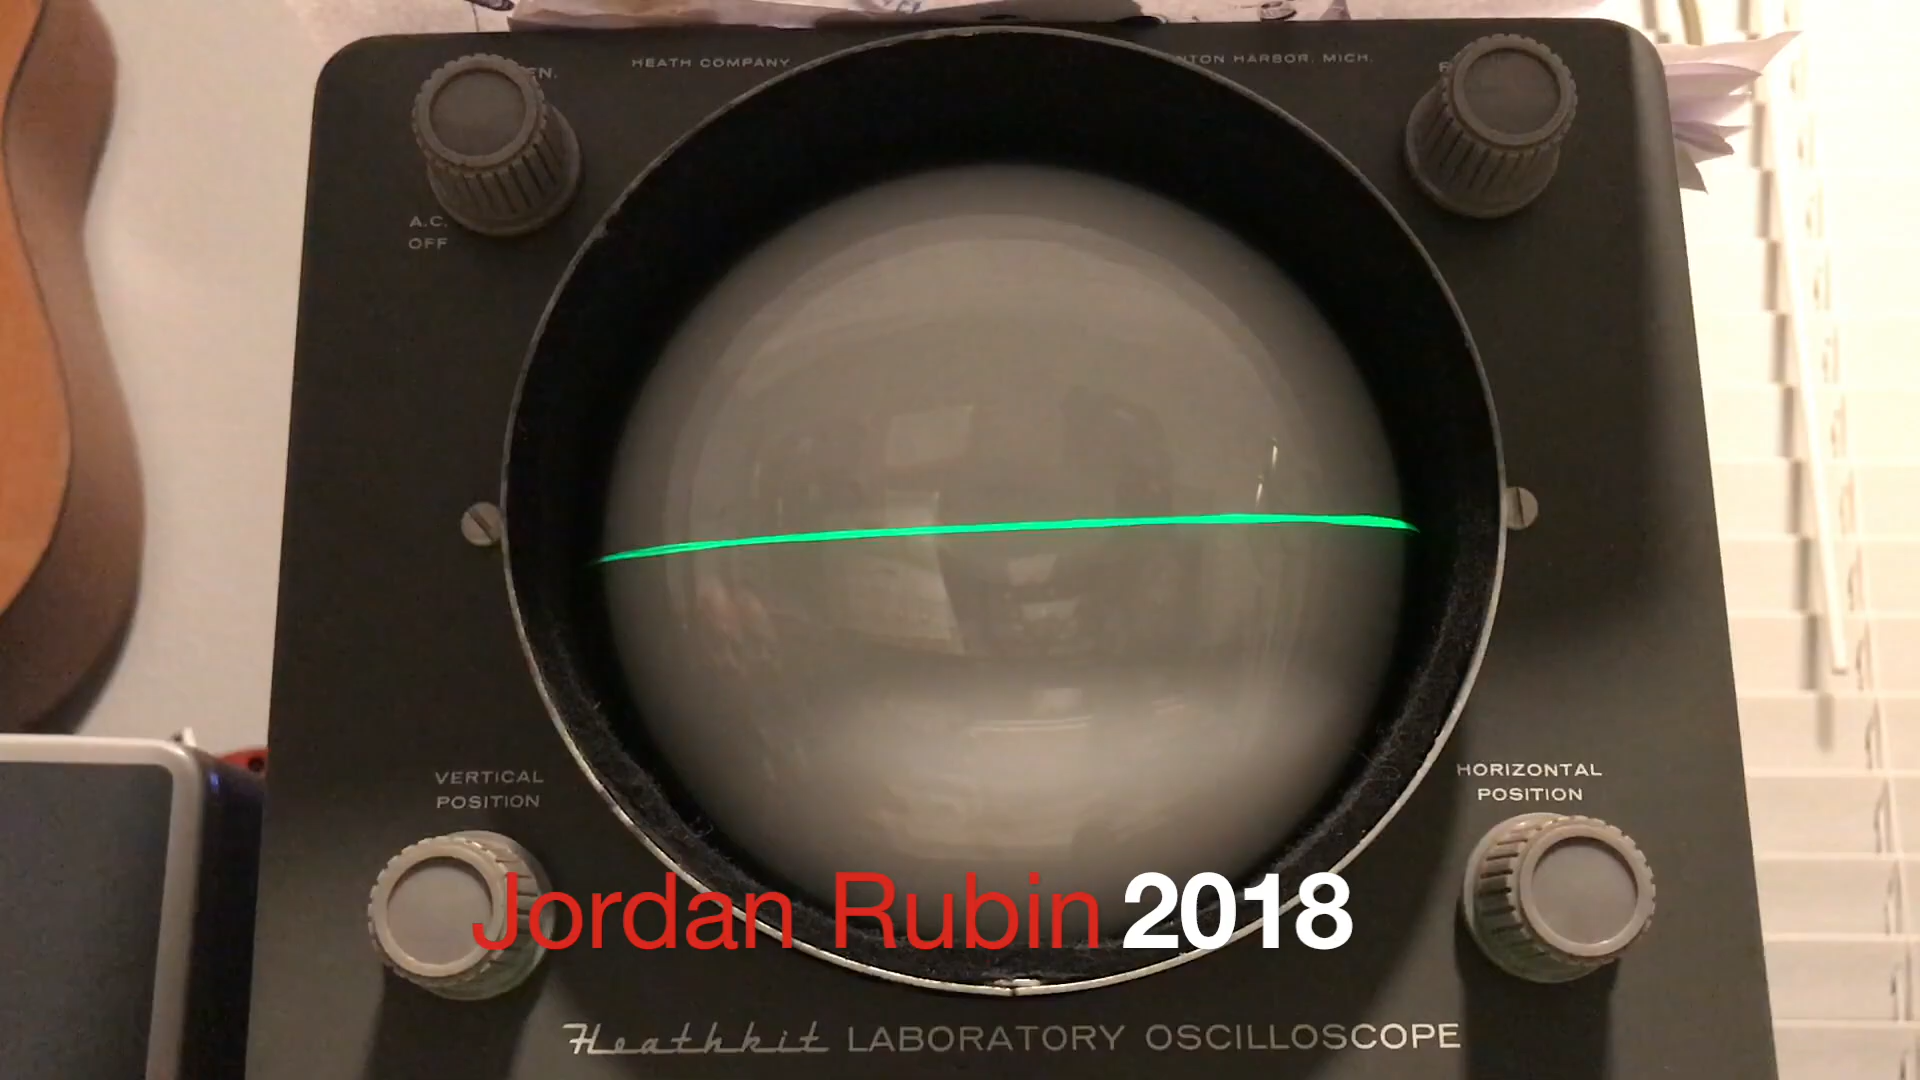 HEATH COMPANY
HARBOR, MICH.
A.C.
OFF
VERTICAL
POSITION
HORIZONTAL
POSITION
Jordan Rubin 2018
Heathkit LABORATORY OSCILLOSCOPE